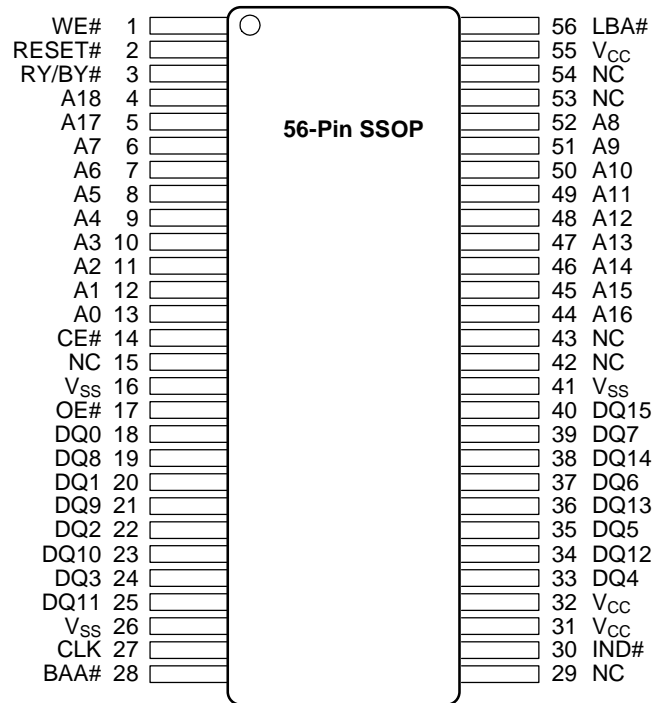 WE# 1 56 LBA#
RESET# 2 55 VCC
RY/BY# 3 54 NC
A18 4 53 NC
A17 5 52 A8
56-Pin SSOP
A7 6 51 A9
A6 7 50 A10
A5 8 49 A11
A4 9 48 A12
A3 10 47 A13
A2 11 46 A14
A1 12 45 A15
A0 13 44 A16
CE# 14 43 NC
NC 15 42 NC
VSS 16 41 VSS
OE# 17 40 DQ15
DQ0 18 39 DQ7
DQ8 19 38 DQ14
DQ1 20 37 DQ6
DQ9 21 36 DQ13
DQ2 22 35 DQ5
DQ10 23 34 DQ12
DQ3 24 33 DQ4
DQ11 25 32 VCC
VSS 26 31 VCC
CLK 27 30 IND#
BAA# 28 29 NC